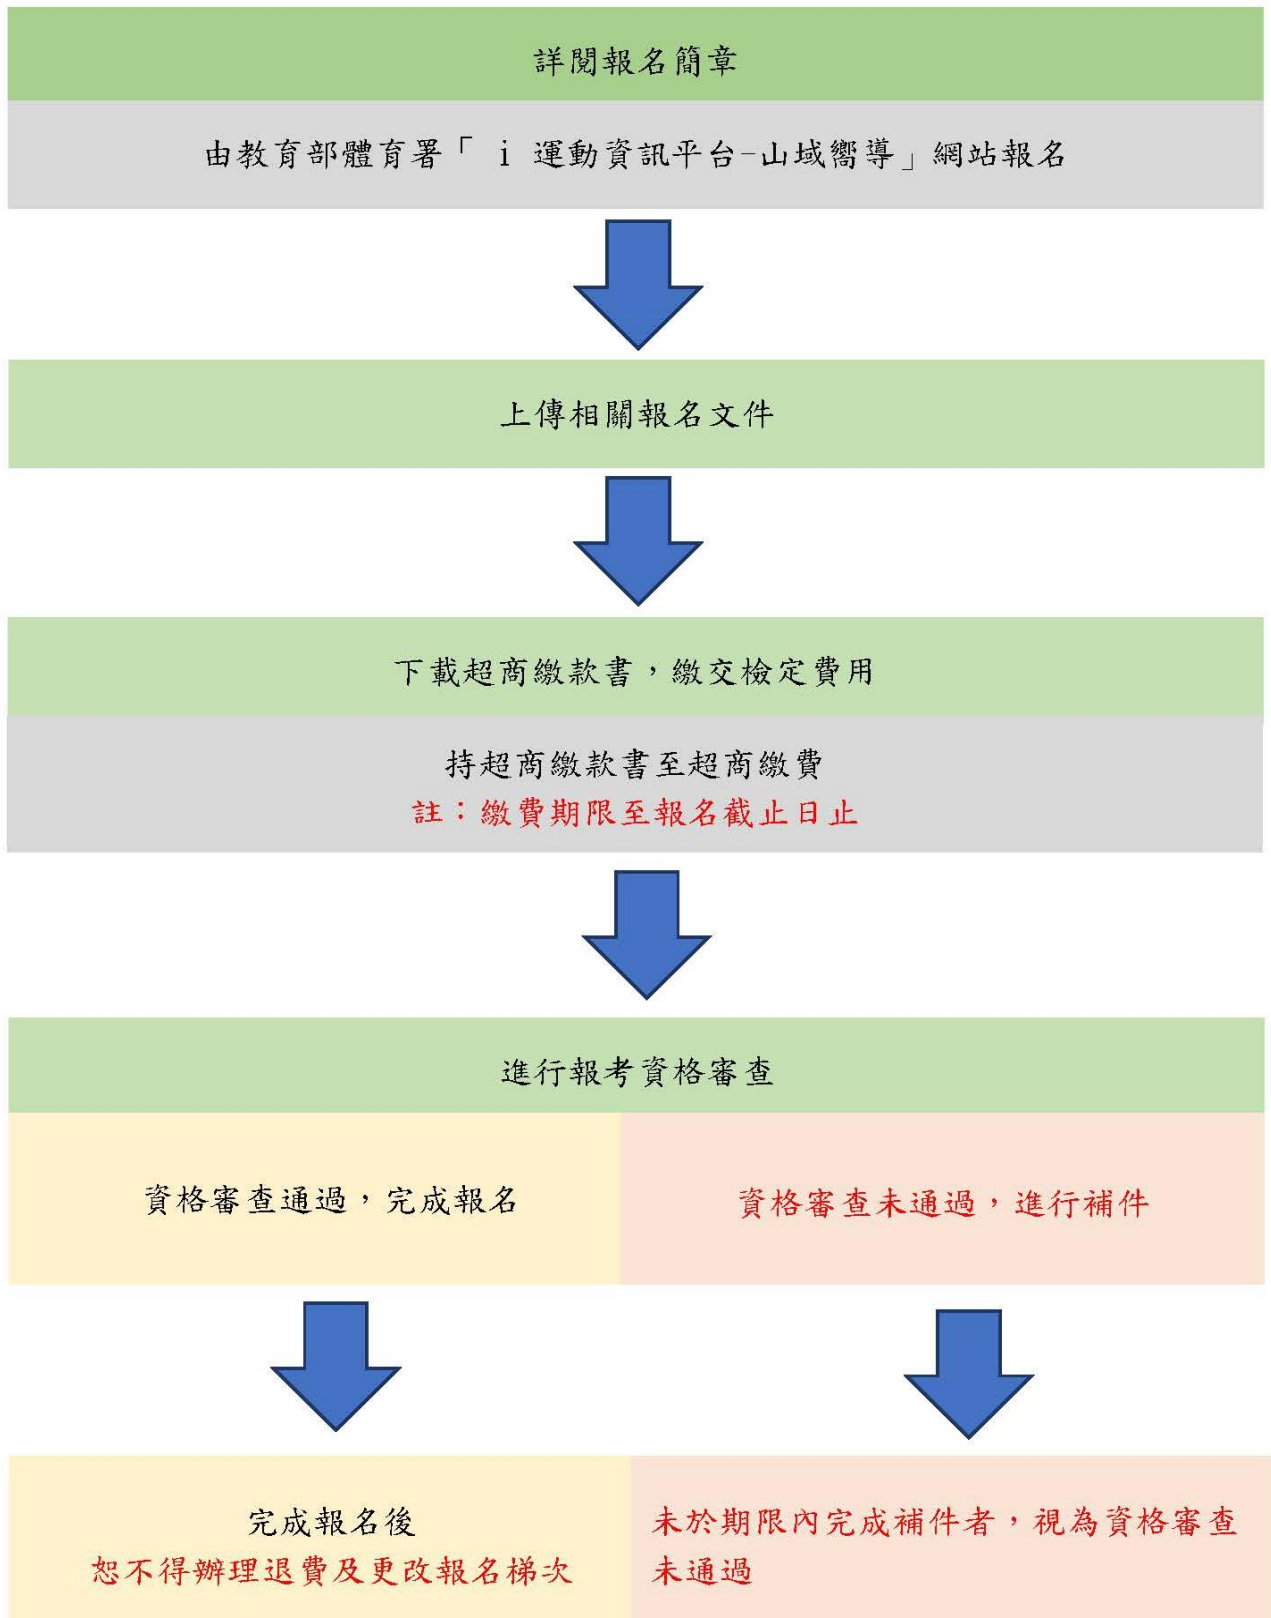 詳閱報名簡章
由教育部體育署「 i 運動資訊平台-山域嚮導」網站報名
上傳相關報名文件
下載超商繳款書，繳交檢定費用
持超商繳款書至超商繳費
註：繳費期限至報名截止日止
進行報考資格審查
資格審查通過，完成報名
資格審查未通過，進行補件
完成報名後
恕不得辦理退費及更改報名梯次
未於期限內完成補件者，視為資格審查
未通過